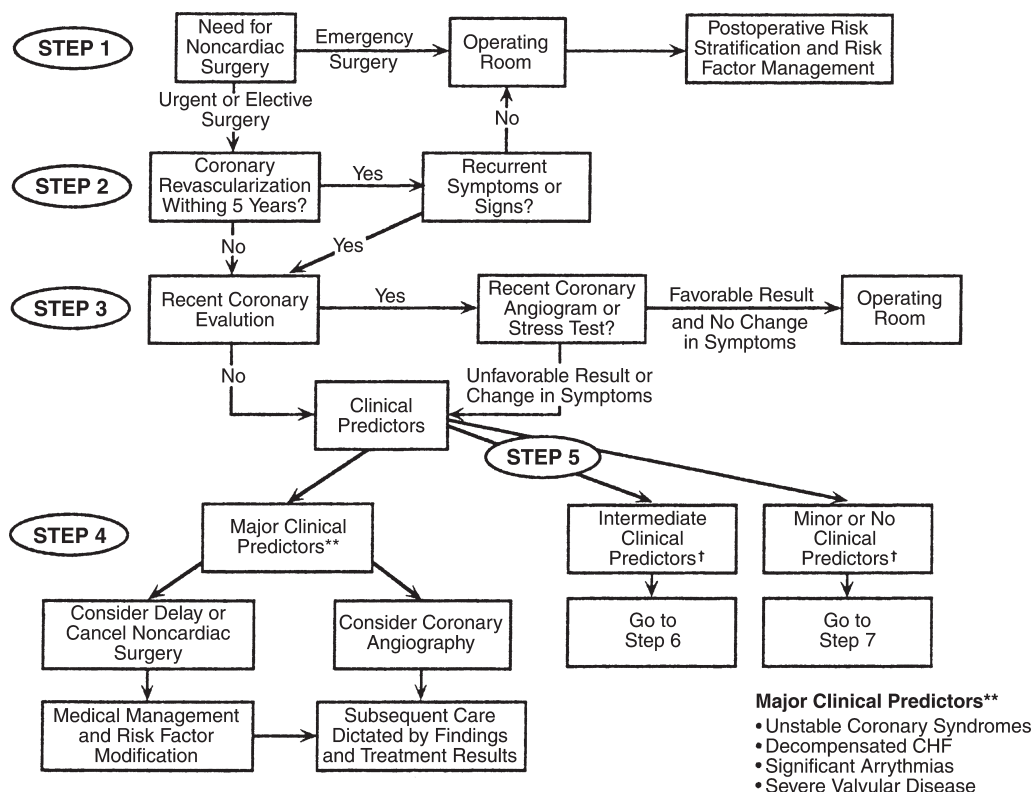 STEP 1
Need for
Noncardiac
Surgery
Emergency
Surgery
Operating
Room
Postoperative Risk
Stratification and Risk
Factor Management
Urgent or Elective
Surgery
No
STEP 2
Coronary
Revascularization
Withing 5 Years?
Yes
Recurrent
Symptoms or
Signs?
No
Yes
STEP 3
Recent Coronary
Evalution
Yes
Recent Coronary
Angiogram or
Stress Test?
Favorable Result
and No Change
in Symptoms
Operating
Room
No
Unfavorable Result or
Change in Symptoms
Clinical
Predictors
STEP 5
STEP 4
Major Clinical
Predictors**
Intermediate
Clinical
Predictors†
Minor or No
Clinical
Predictors†
Consider Delay or
Cancel Noncardiac
Surgery
Consider Coronary
Angiography
Go to
Step 6
Go to
Step 7
Medical Management
and Risk Factor
Modification
Subsequent Care
Dictated by Findings
and Treatment Results
Major Clinical Predictors**
• Unstable Coronary Syndromes
• Decompensated CHF
• Significant Arrythmias
• Severe Valvular Disease